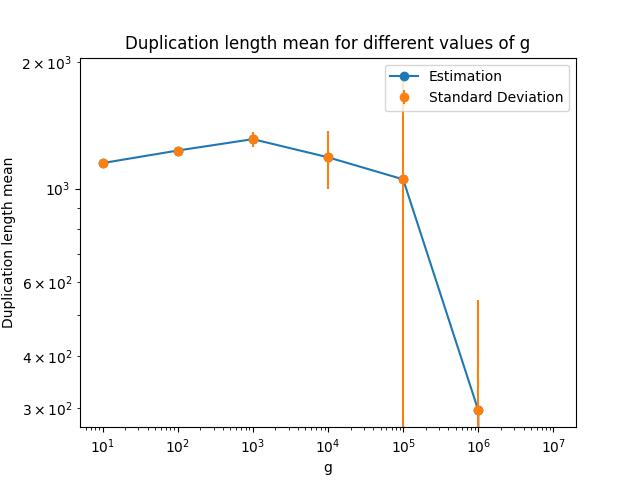 Duplication length mean for different values of g
Estimation
Standard Deviation
Duplication length mean
2 × 10³
10³
6 × 10²
4 × 10²
3 × 10²
10¹ 10² 10³ 10⁴ 10⁵ 10⁶ 10⁷
g